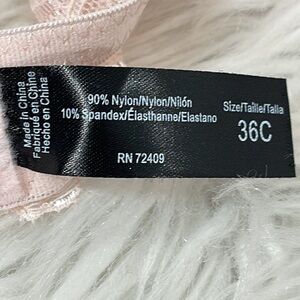 Made in China
Fabriqué en Chine
Hecho en China
90% Nylon/Nylon/Nilón
10% Spandex/Élasthanne/Elastano
RN 72409
Size/Taille/Talla
36C